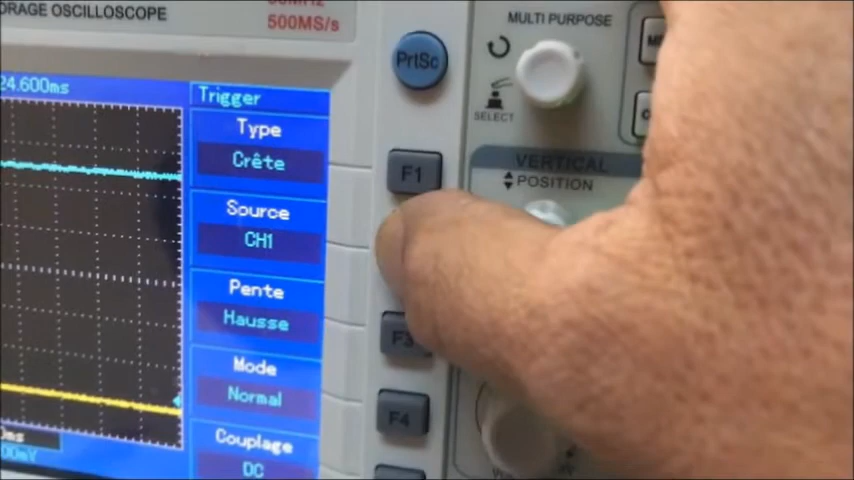 ORAGE OSCILLOSCOPE
500MS/s
PrtSc
MULTI PURPOSE
SELECT
24.600ms
Trigger
Type
Crête
F1
VERTICAL
POSITION
Source
CH1
Pente
Hausse
F3
Mode
Normal
F4
Couplage
DC